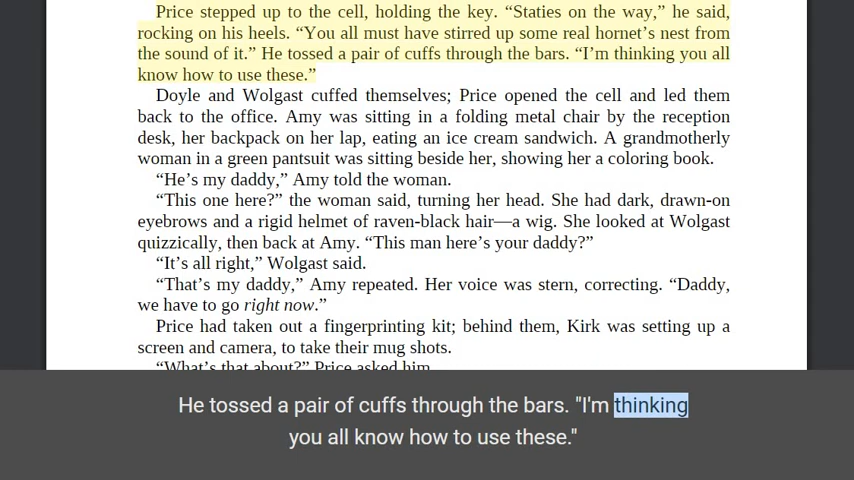 Price stepped up to the cell, holding the key. “Staties on the way,” he said,
rocking on his heels. “You all must have stirred up some real hornet’s nest from
the sound of it.” He tossed a pair of cuffs through the bars. “I’m thinking you all
know how to use these.”
Doyle and Wolgast cuffed themselves; Price opened the cell and led them
back to the office. Amy was sitting in a folding metal chair by the reception
desk, her backpack on her lap, eating an ice cream sandwich. A grandmotherly
woman in a green pantsuit was sitting beside her, showing her a coloring book.
“He’s my daddy,” Amy told the woman.
“This one here?” the woman said, turning her head. She had dark, drawn-on
eyebrows and a rigid helmet of raven-black hair—a wig. She looked at Wolgast
quizzically, then back at Amy. “This man here’s your daddy?”
“It’s all right,” Wolgast said.
“That’s my daddy,” Amy repeated. Her voice was stern, correcting. “Daddy,
we have to go right now.”
Price had taken out a fingerprinting kit; behind them, Kirk was setting up a
screen and camera, to take their mug shots.
“What’s that about?” Price asked him.
He tossed a pair of cuffs through the bars. "I'm thinking
you all know how to use these."